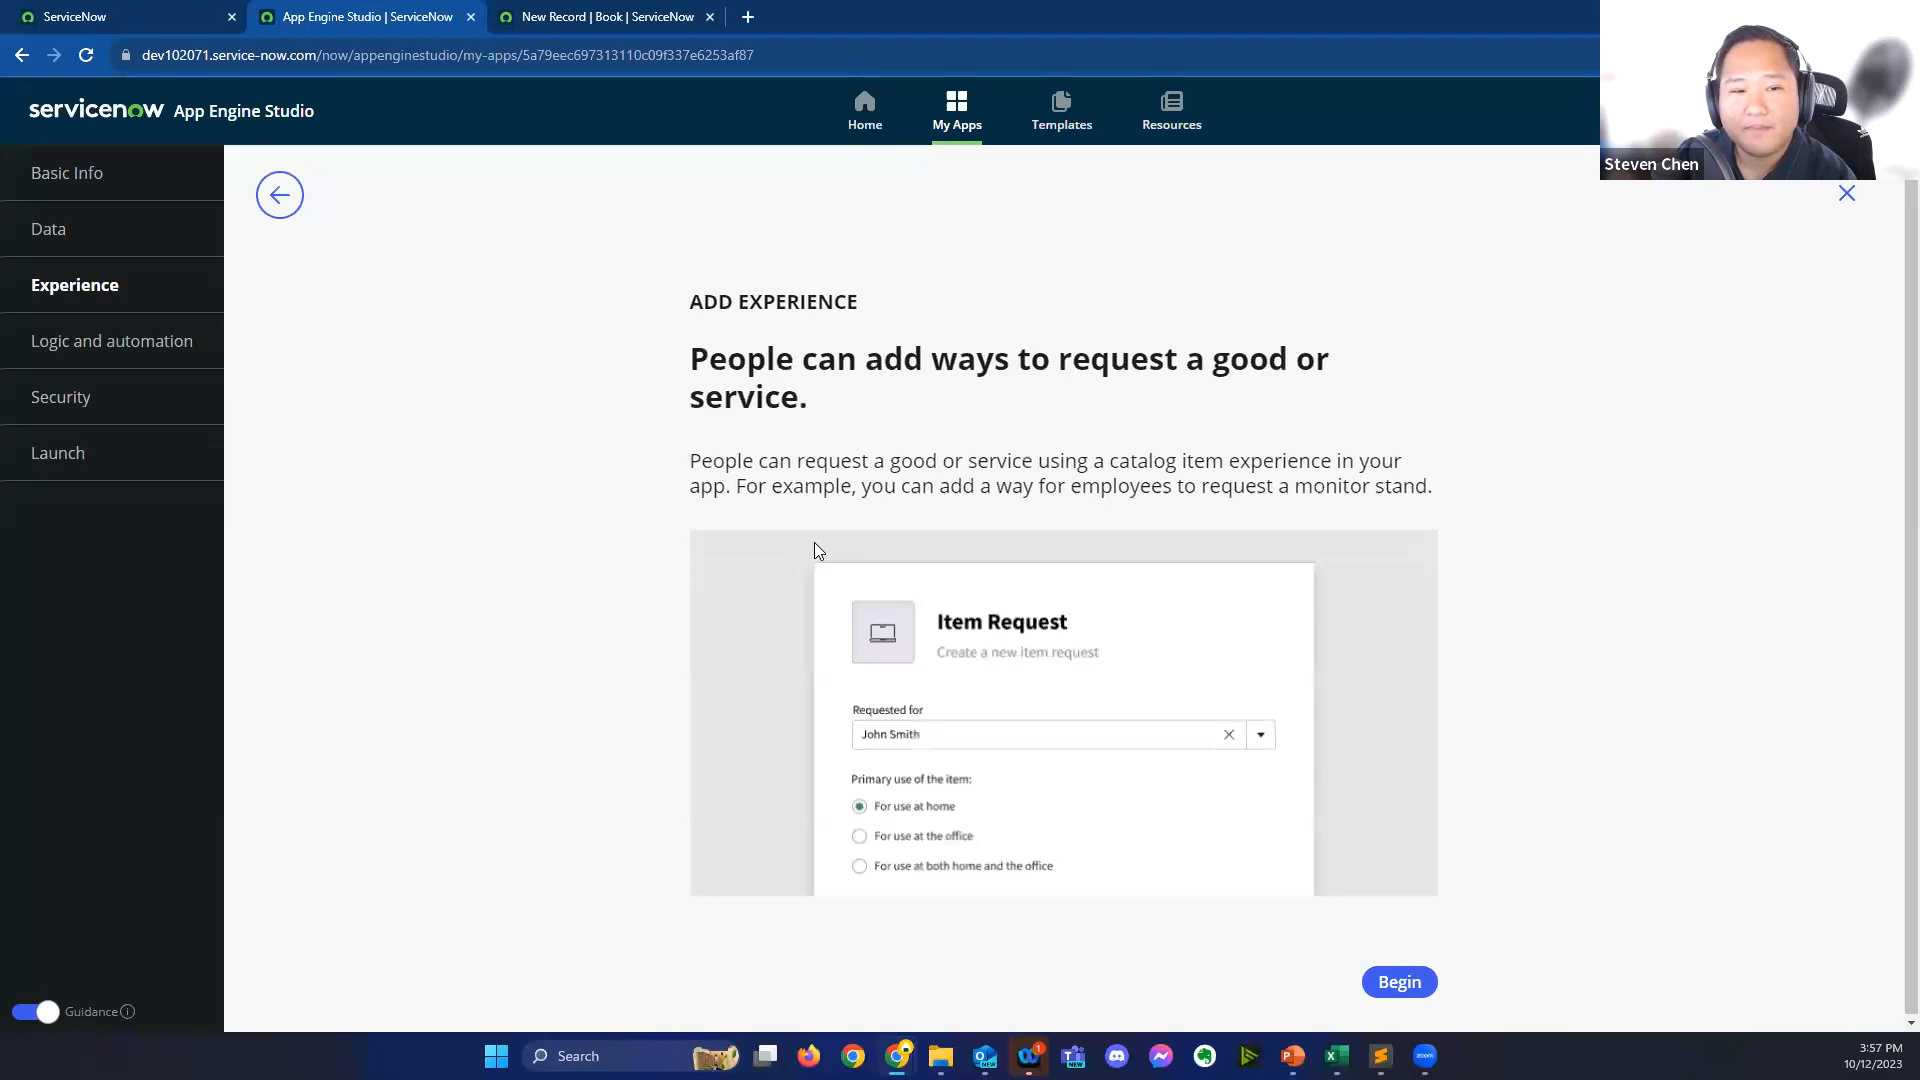 ServiceNow
App Engine Studio | ServiceNow
New Record | Book | ServiceNow
dev102071.service-now.com/now/appenginestudio/my-apps/5a79eec697313110c09f337e6253af87
servicenow App Engine Studio
Home
My Apps
Templates
Resources
Steven Chen
Basic Info
Data
Experience
Logic and automation
Security
Launch
ADD EXPERIENCE
People can add ways to request a good or
service.
People can request a good or service using a catalog item experience in your
app. For example, you can add a way for employees to request a monitor stand.
Item Request
Create a new item request
Requested for
John Smith
Primary use of the item:
For use at home
For use at the office
For use at both home and the office
Begin
Guidance
Search
NEW
1
NEW
zoom
3:57 PM
10/12/2023